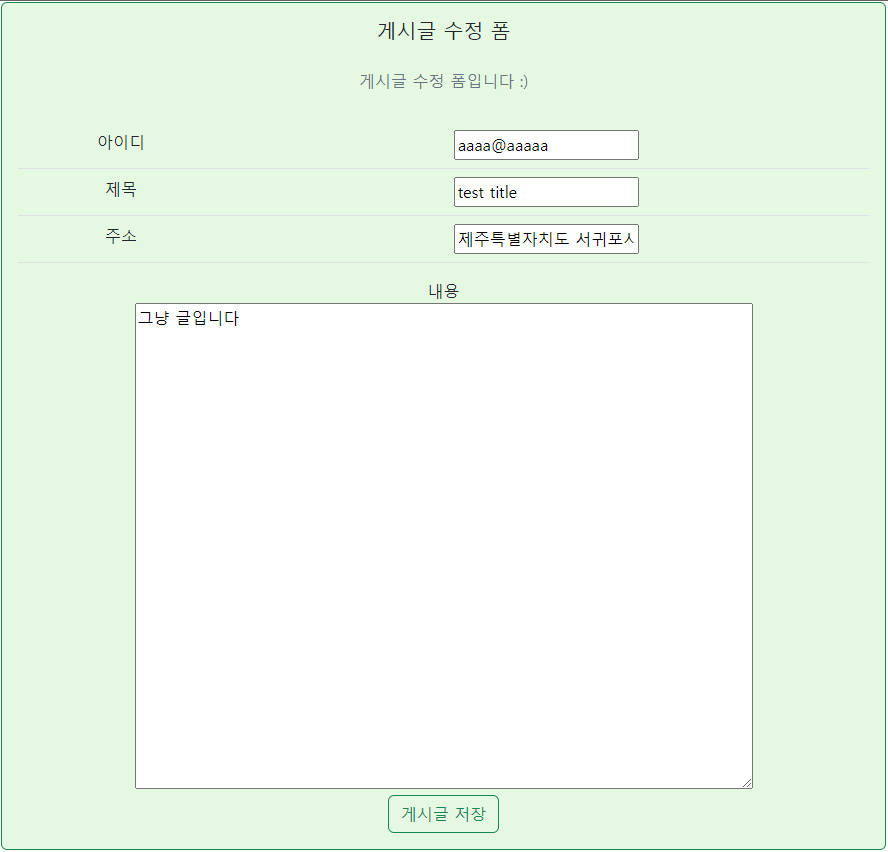 게시글 수정 폼
게시글 수정 폼입니다 :)
아이디 aaaa@aaaaa
제목 test title
주소 제주특별자치도 서귀포시
내용
그냥 글입니다
게시글 저장